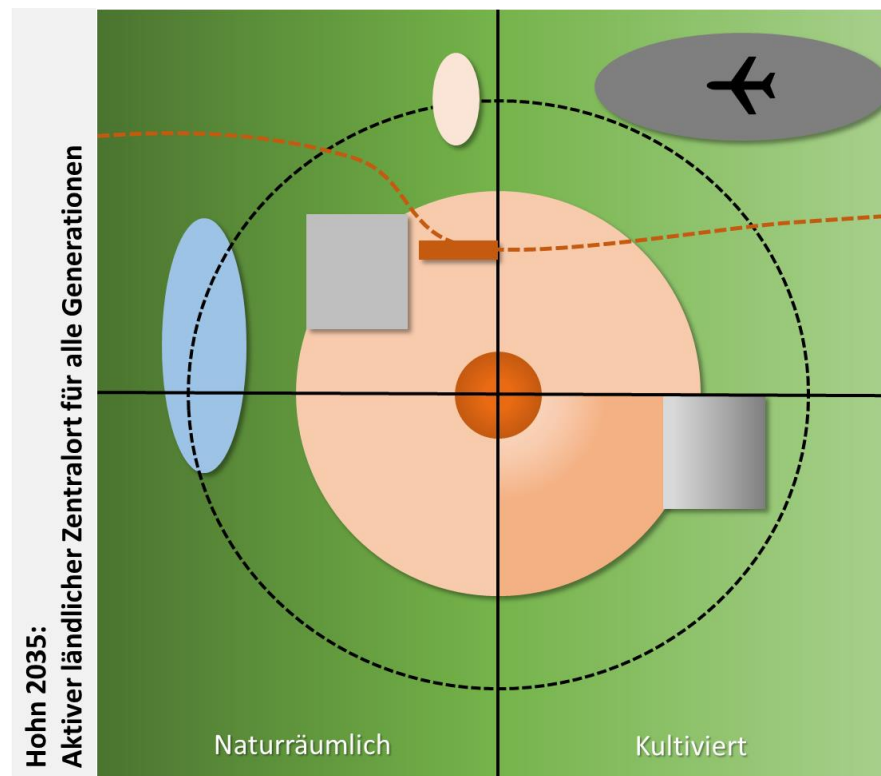 Hohn 2035:
Aktiver ländlicher Zentralort für alle Generationen
Naturräumlich
Kultiviert